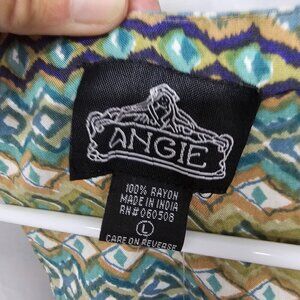 ANGIE
100% RAYON
MADE IN INDIA
RN#060508
L
CARE ON REVERSE